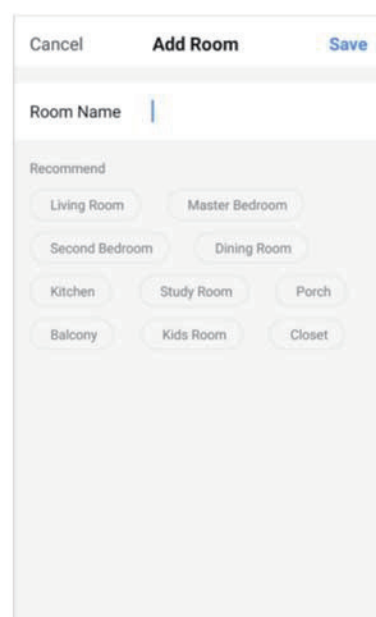 Cancel Add Room Save
Room Name
Recommend
Living Room Master Bedroom
Second Bedroom Dining Room
Kitchen Study Room Porch
Balcony Kids Room Closet